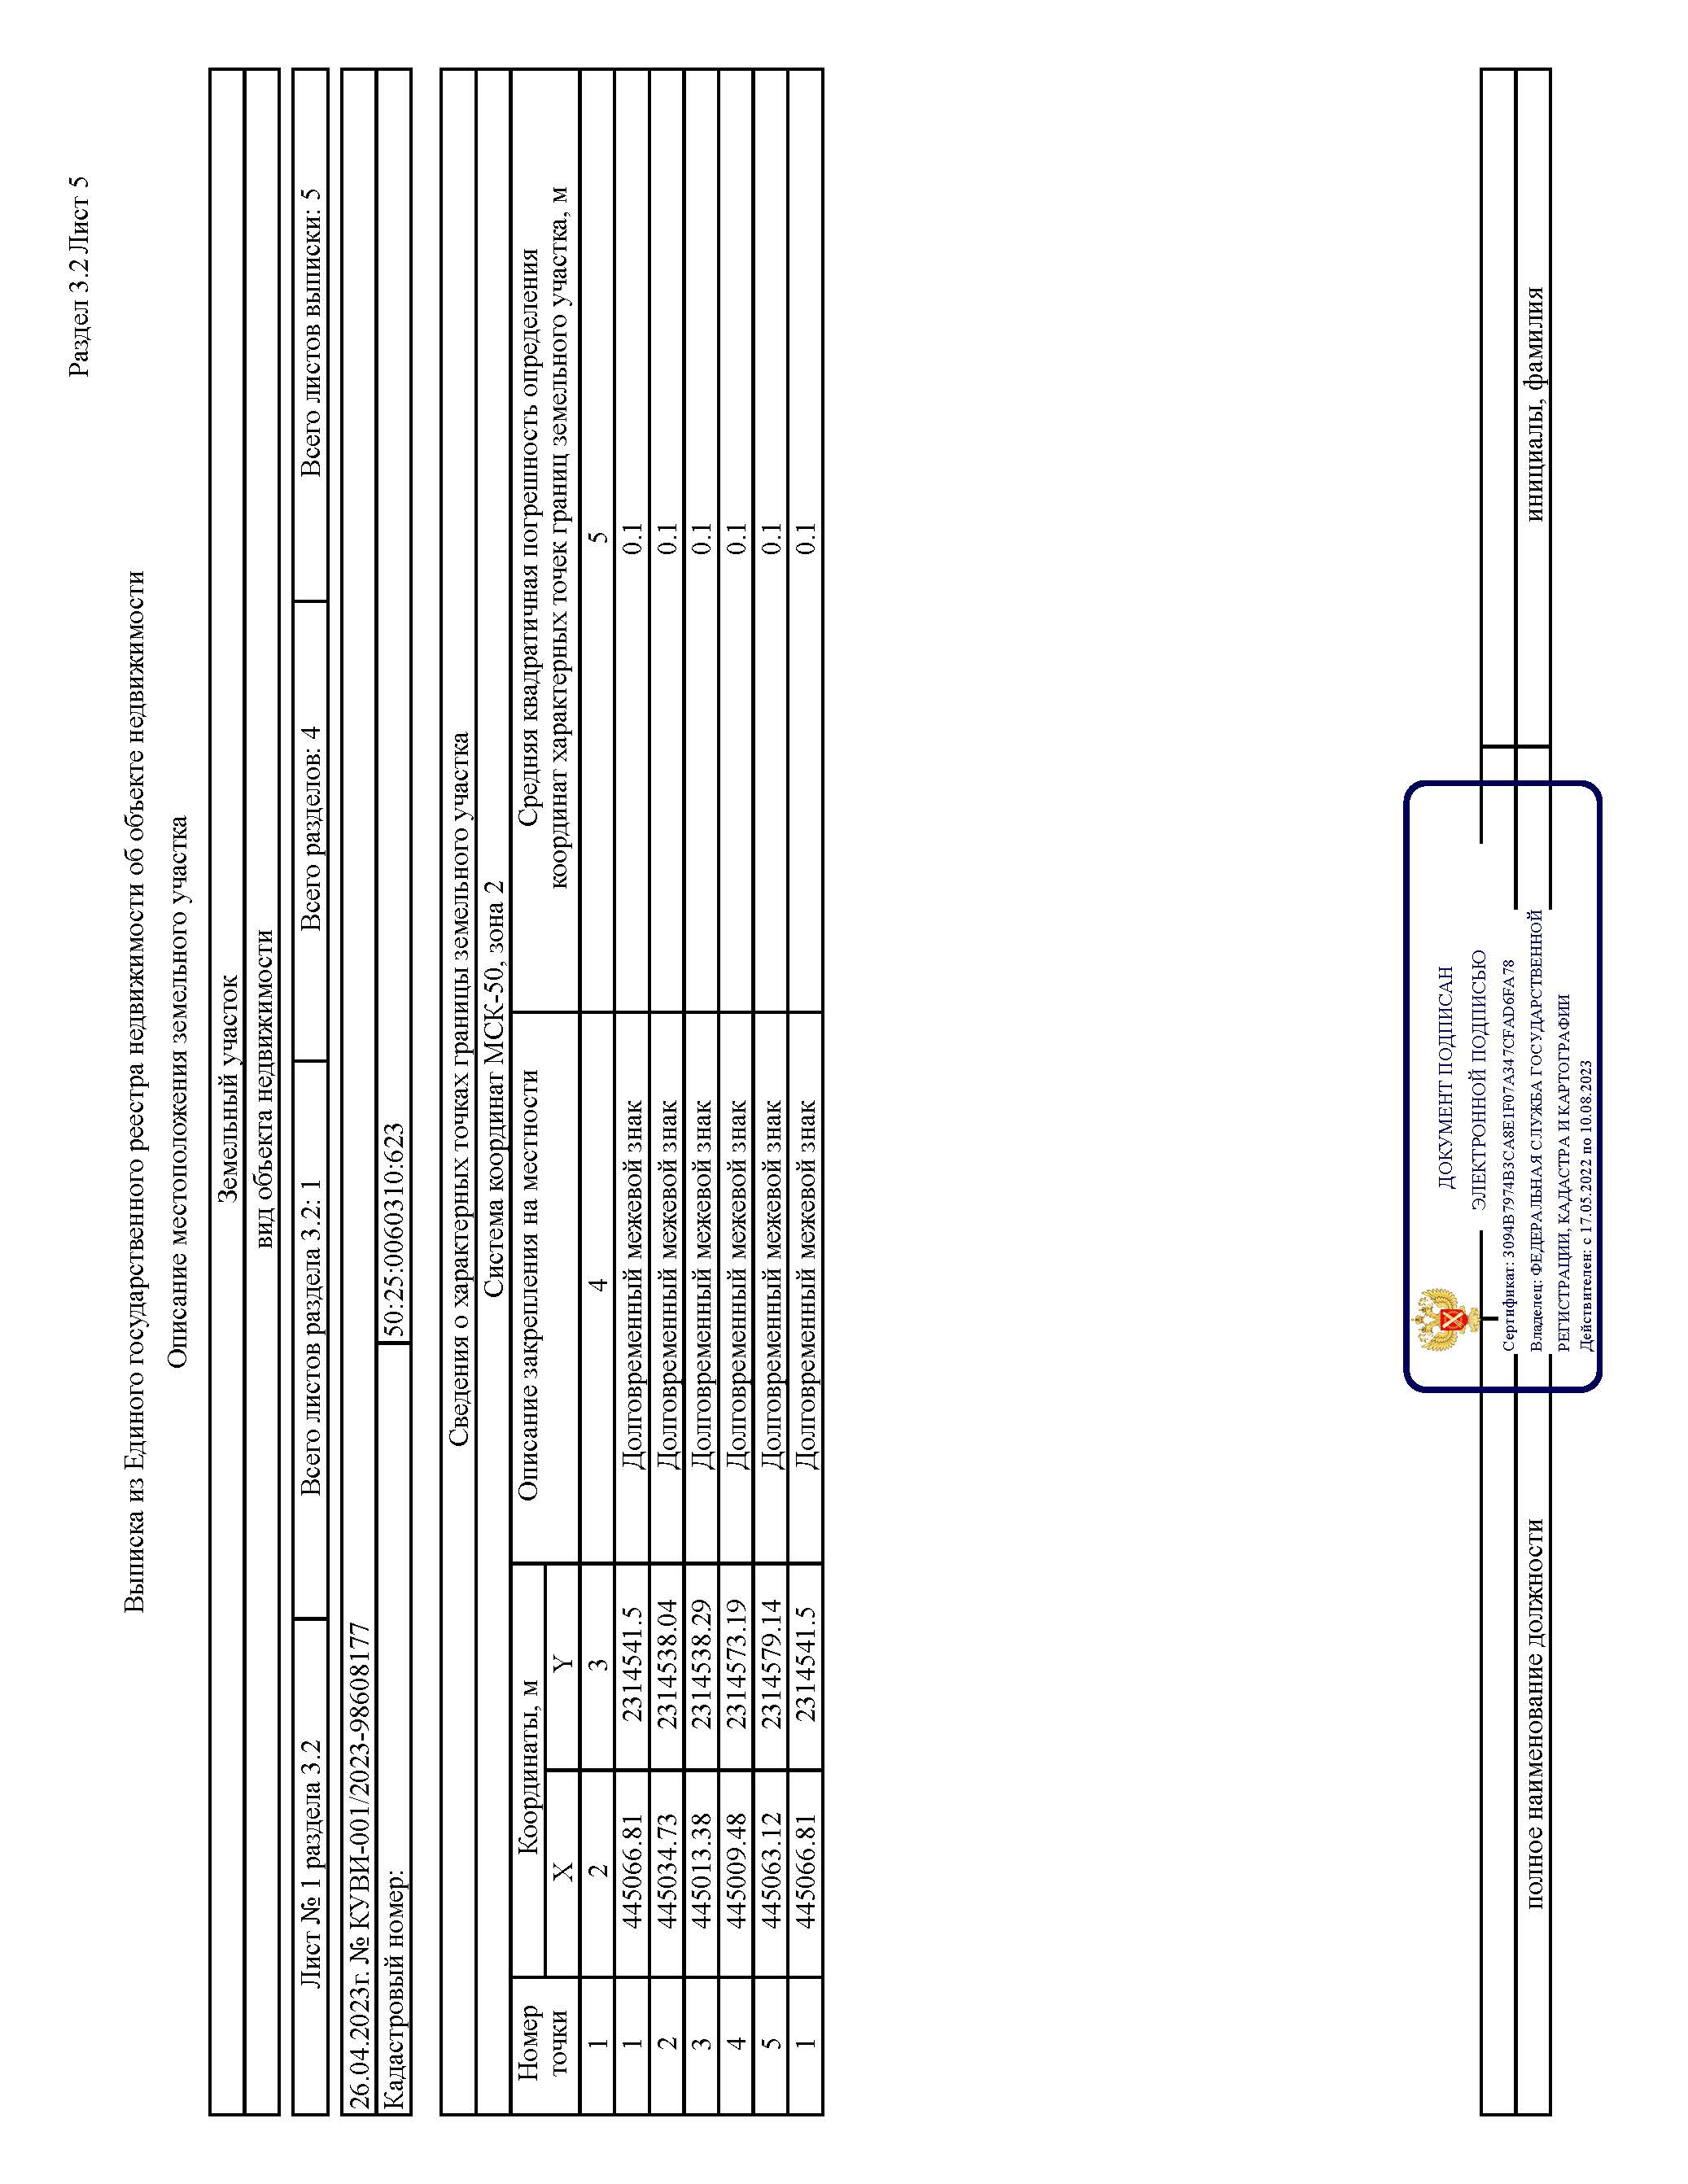 Раздел 3.2 Лист 5
Выписка из Единого государственного реестра недвижимости об объекте недвижимости
Описание местоположения земельного участка
Земельный участок
вид объекта недвижимости
Лист № 1 раздела 3.2 Всего листов раздела 3.2: 1 Всего разделов: 4 Всего листов выписки: 5
26.04.2023г. № КУВИ-001/2023-98608177
Кадастровый номер: 50:25:0060310:623
Сведения о характерных точках границы земельного участка
Система координат МСК-50, зона 2
Номер точки Координаты, м Описание закрепления на местности Средняя квадратичная погрешность определения
координат характерных точек границ земельного участка, м
X Y
1 2 3 4 5
1 445066.81 2314541.5 Долговременный межевой знак 0.1
2 445034.73 2314538.04 Долговременный межевой знак 0.1
3 445013.38 2314538.29 Долговременный межевой знак 0.1
4 445009.48 2314573.19 Долговременный межевой знак 0.1
5 445063.12 2314579.14 Долговременный межевой знак 0.1
1 445066.81 2314541.5 Долговременный межевой знак 0.1
ДОКУМЕНТ ПОДПИСАН
ЭЛЕКТРОННОЙ ПОДПИСЬЮ
Сертификат: 3094B7974B3CA8E1F07A347CFAD6FA78
Владелец: ФЕДЕРАЛЬНАЯ СЛУЖБА ГОСУДАРСТВЕННОЙ
РЕГИСТРАЦИИ, КАДАСТРА И КАРТОГРАФИИ
Действителен: с 17.05.2022 по 10.08.2023
полное наименование должности инициалы, фамилия